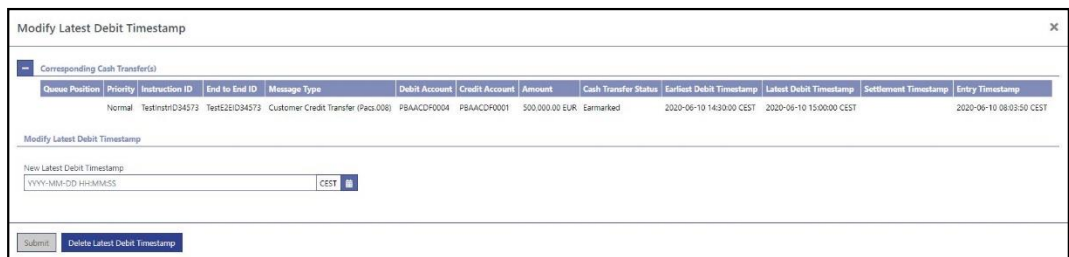 Modify Latest Debit Timestamp ×
Corresponding Cash Transfer(s)
Queue Position Priority Instruction ID End to End ID Message Type Debit Account Credit Account Amount Cash Transfer Status Earliest Debit Timestamp Latest Debit Timestamp Settlement Timestamp Entry Timestamp
Normal TestInstrID34573 TestE2EID34573 Customer Credit Transfer (Pacs.008) PBAACDF0004 PBAACDF0001 500,000.00 EUR Earmarked 2020-06-10 14:30:00 CEST 2020-06-10 15:00:00 CEST 2020-06-10 08:03:50 CEST
Modify Latest Debit Timestamp
New Latest Debit Timestamp
YYYY-MM-DD HH:MM:SS CEST
Submit Delete Latest Debit Timestamp